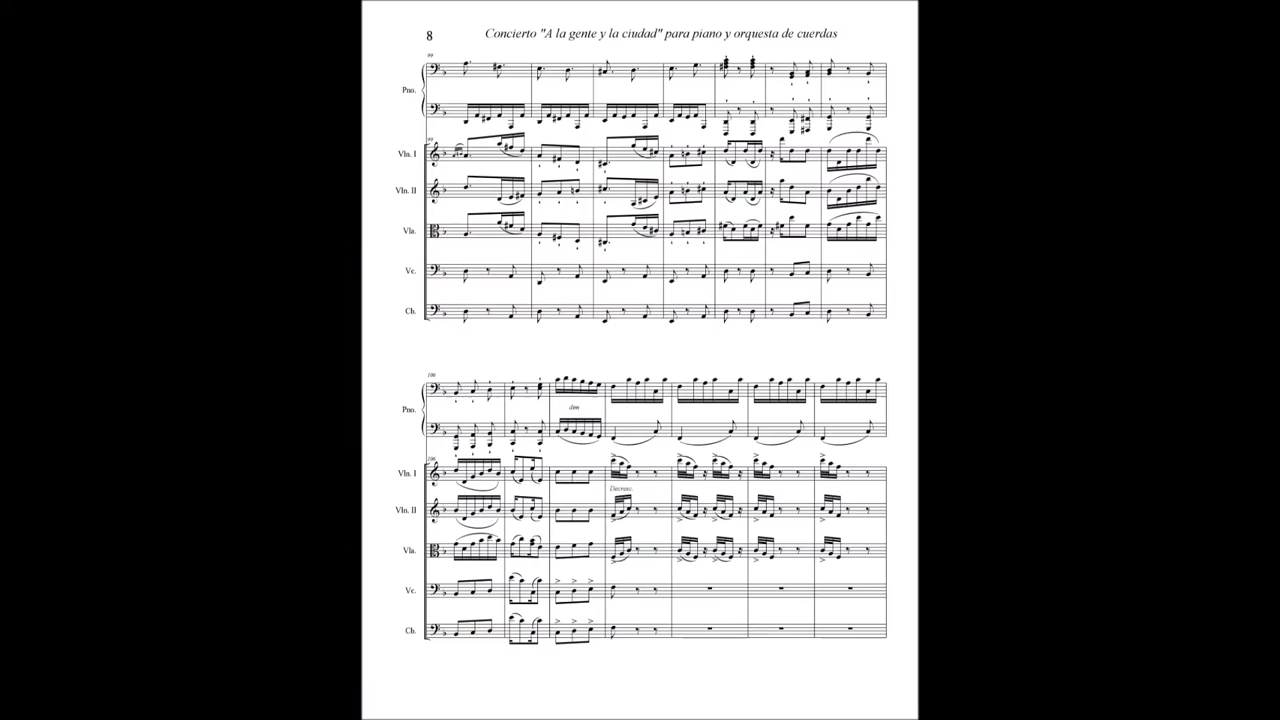 8
Concierto "A la gente y la ciudad" para piano y orquesta de cuerdas
99
Pno.
99
Vln. I
Vln. II
Vla.
Vc.
Cb.
106
Pno.
dim
106
Vln. I
Decresc.
Vln. II
Vla.
Vc.
Cb.